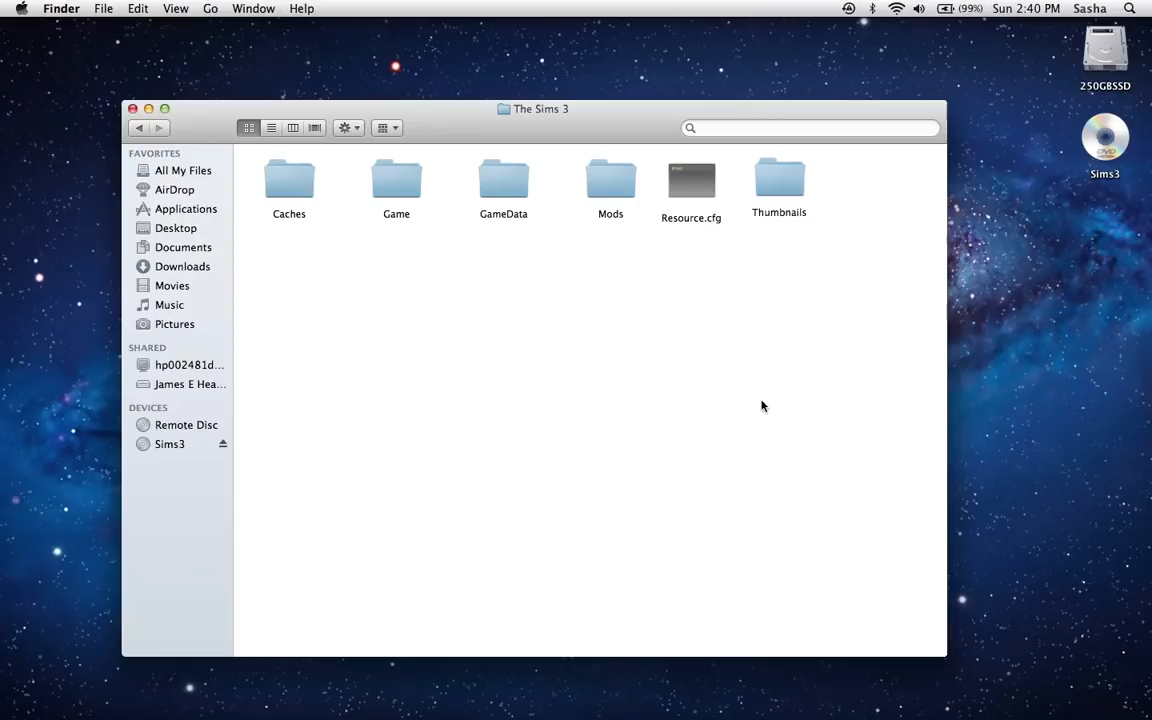 Finder File Edit View Go Window Help (99%) Sun 2:40 PM Sasha
250GBSSD
Sims3
The Sims 3
FAVORITES
All My Files
AirDrop
Applications
Desktop
Documents
Downloads
Movies
Music
Pictures
SHARED
hp002481d...
James E Hea...
DEVICES
Remote Disc
Sims3
Caches Game GameData Mods Resource.cfg Thumbnails